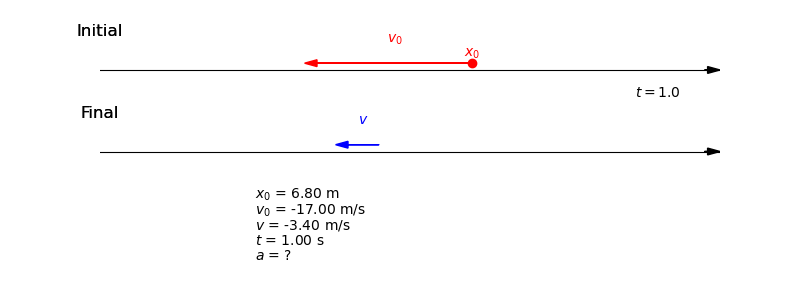 Initial
v₀
x₀
t = 1.0
Final
v
x₀ = 6.80 m
v₀ = -17.00 m/s
v = -3.40 m/s
t = 1.00 s
a = ?